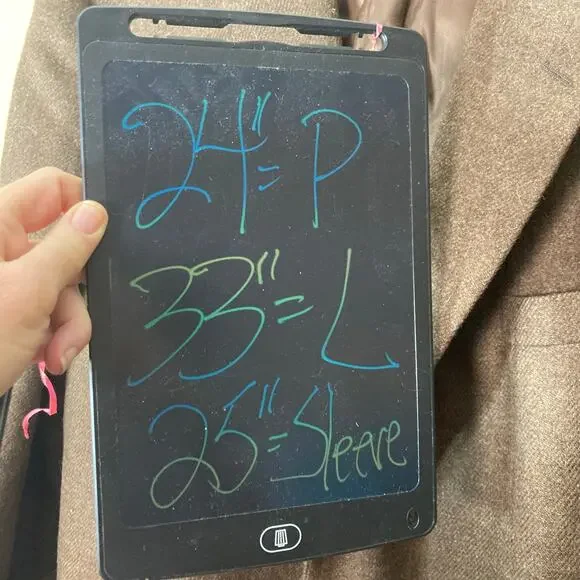 24" = P
33" = L
25" = Sleeve